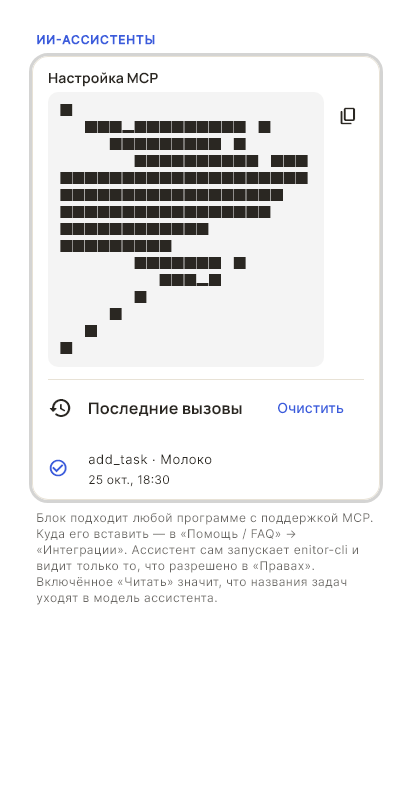 ИИ-АССИСТЕНТЫ
Настройка MCP
Последние вызовы
Очистить
add_task · Молоко
25 окт., 18:30
Блок подходит любой программе с поддержкой MCP.
Куда его вставить — в «Помощь / FAQ» →
«Интеграции». Ассистент сам запускает enitor-cli и
видит только то, что разрешено в «Правах».
Включённое «Читать» значит, что названия задач
уходят в модель ассистента.